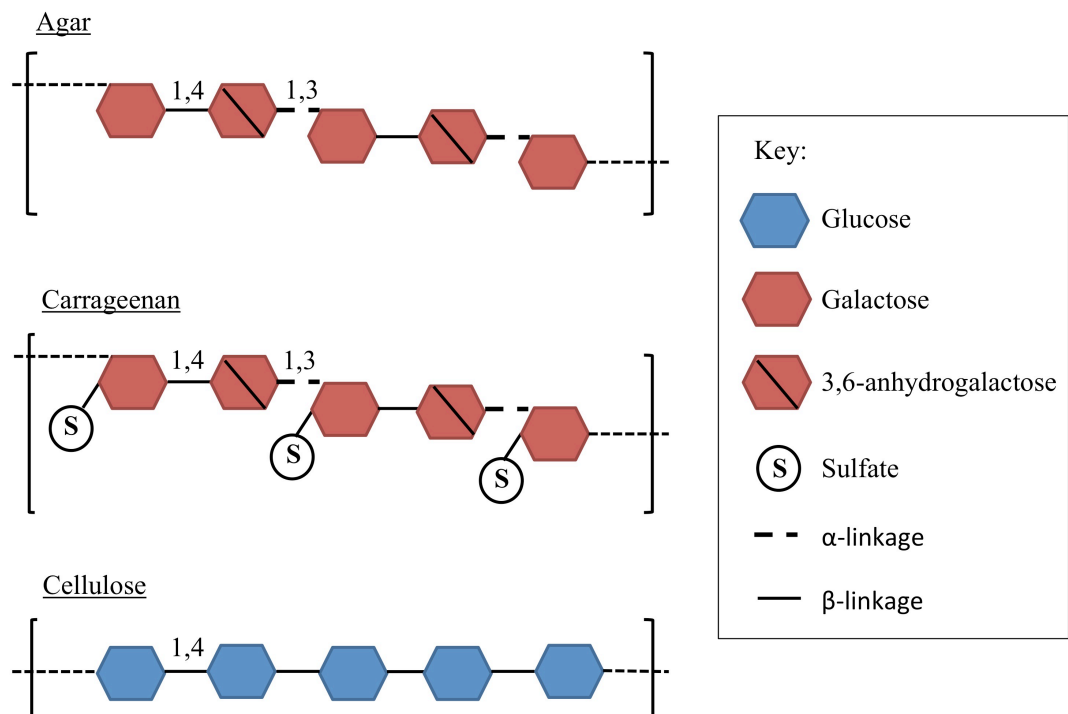 Agar
1,4
1,3
Carrageenan
1,4
1,3
S
S
S
Cellulose
1,4
Key:
Glucose
Galactose
3,6-anhydrogalactose
S
Sulfate
α-linkage
β-linkage